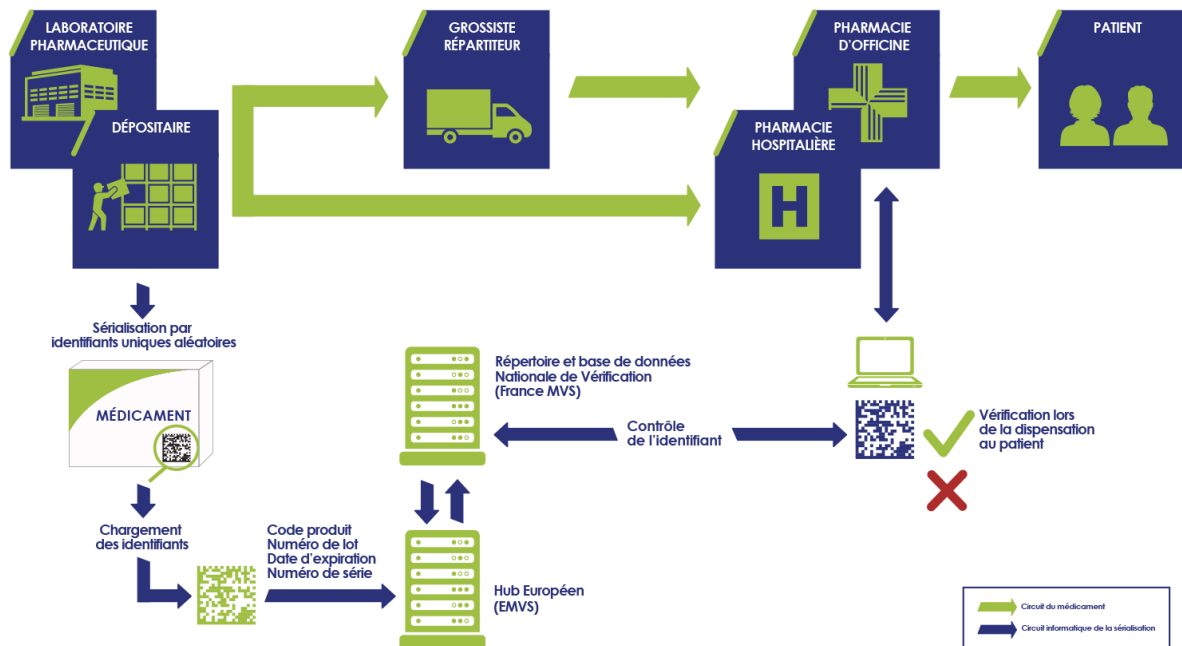 LABORATOIRE
PHARMACEUTIQUE
DÉPOSITAIRE
GROSSISTE
RÉPARTITEUR
PHARMACIE
D'OFFICINE
PHARMACIE
HOSPITALIÈRE
H
PATIENT
Sérialisation par
identifiants uniques aléatoires
MÉDICAMENT
Chargement
des identifiants
Code produit
Numéro de lot
Date d'expiration
Numéro de série
Répertoire et base de données
Nationale de Vérification
(France MVS)
Hub Européen
(EMVS)
Contrôle
de l'identifiant
Vérification lors
de la dispensation
au patient
Circuit du médicament
Circuit informatique de la sérialisation